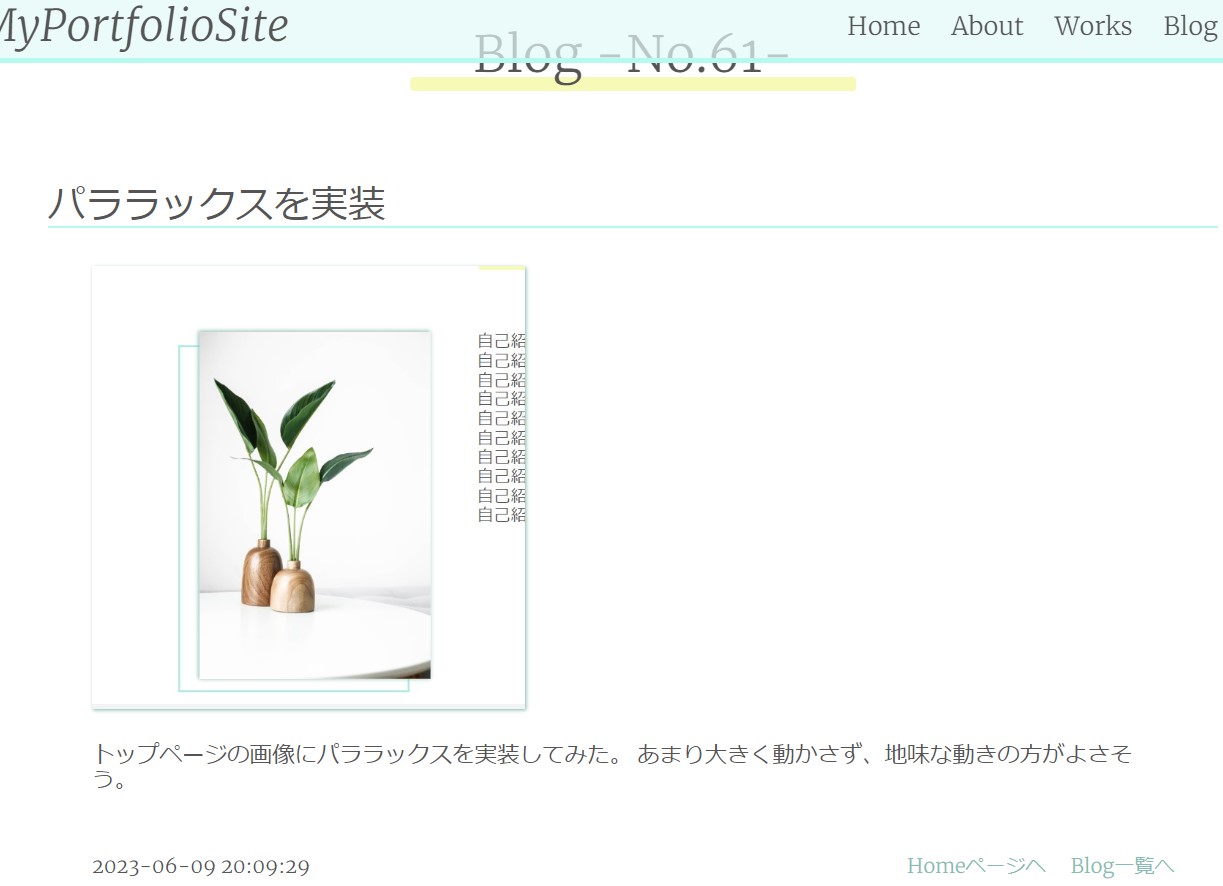 MyPortfolioSite
Home About Works Blog
Blog -No.61-
パララックスを実装
自己紹
自己紹
自己紹
自己紹
自己紹
自己紹
自己紹
自己紹
自己紹
自己紹
トップページの画像にパララックスを実装してみた。 あまり大きく動かさず、地味な動きの方がよさそ
う。
2023-06-09 20:09:29
Homeページへ Blog一覧へ